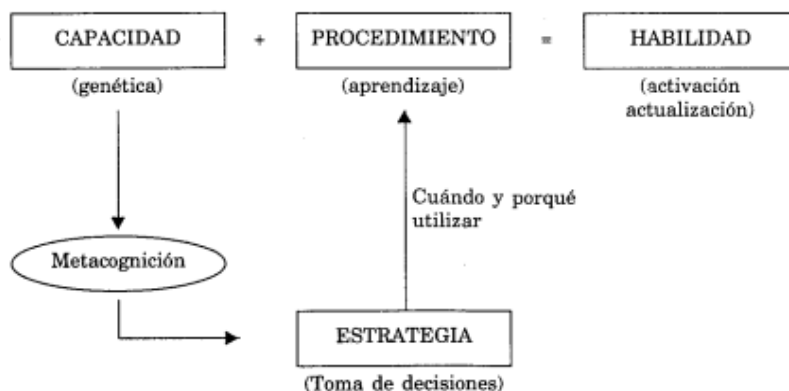 CAPACIDAD + PROCEDIMIENTO = HABILIDAD
(genética) (aprendizaje) (activación
actualización)
Cuándo y porqué
utilizar
Metacognición
ESTRATEGIA
(Toma de decisiones)